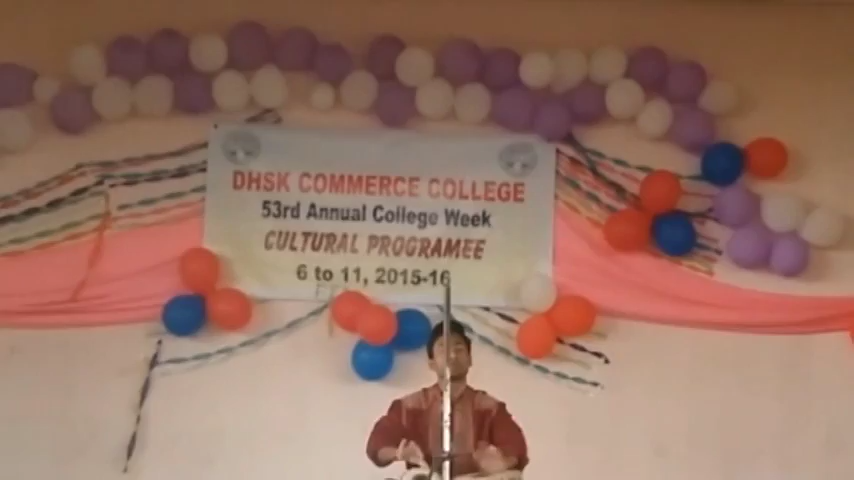 DHSK COMMERCE COLLEGE
53rd Annual College Week
CULTURAL PROGRAMEE
6 to 11, 2015-16